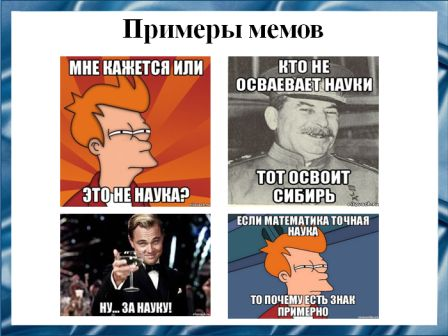 Примеры мемов
МНЕ КАЖЕТСЯ ИЛИ
ЭТО НЕ НАУКА?
КТО НЕ
ОСВАЕВАЕТ НАУКИ
ТОТ ОСВОИТ
СИБИРЬ
НУ... ЗА НАУКУ!
ЕСЛИ МАТЕМАТИКА ТОЧНАЯ
НАУКА
ТО ПОЧЕМУ ЕСТЬ ЗНАК
ПРИМЕРНО